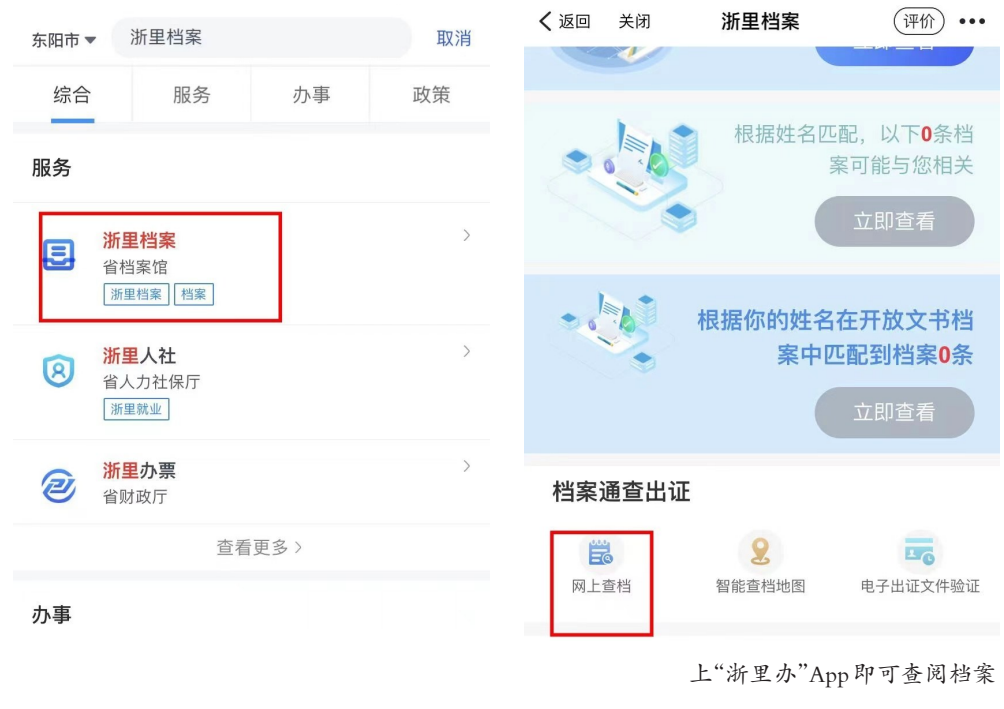 东阳市
浙里档案
取消
综合
服务
办事
政策
服务
浙里档案
省档案馆
浙里档案
档案
浙里人社
省人力社保厅
浙里就业
浙里办票
省财政厅
查看更多
办事
返回
关闭
浙里档案
评价
根据姓名匹配，以下0条档
案可能与您相关
立即查看
根据你的姓名在开放文书档
案中匹配到档案0条
立即查看
档案通查出证
网上查档
智能查档地图
电子出证文件验证
上“浙里办”App即可查阅档案